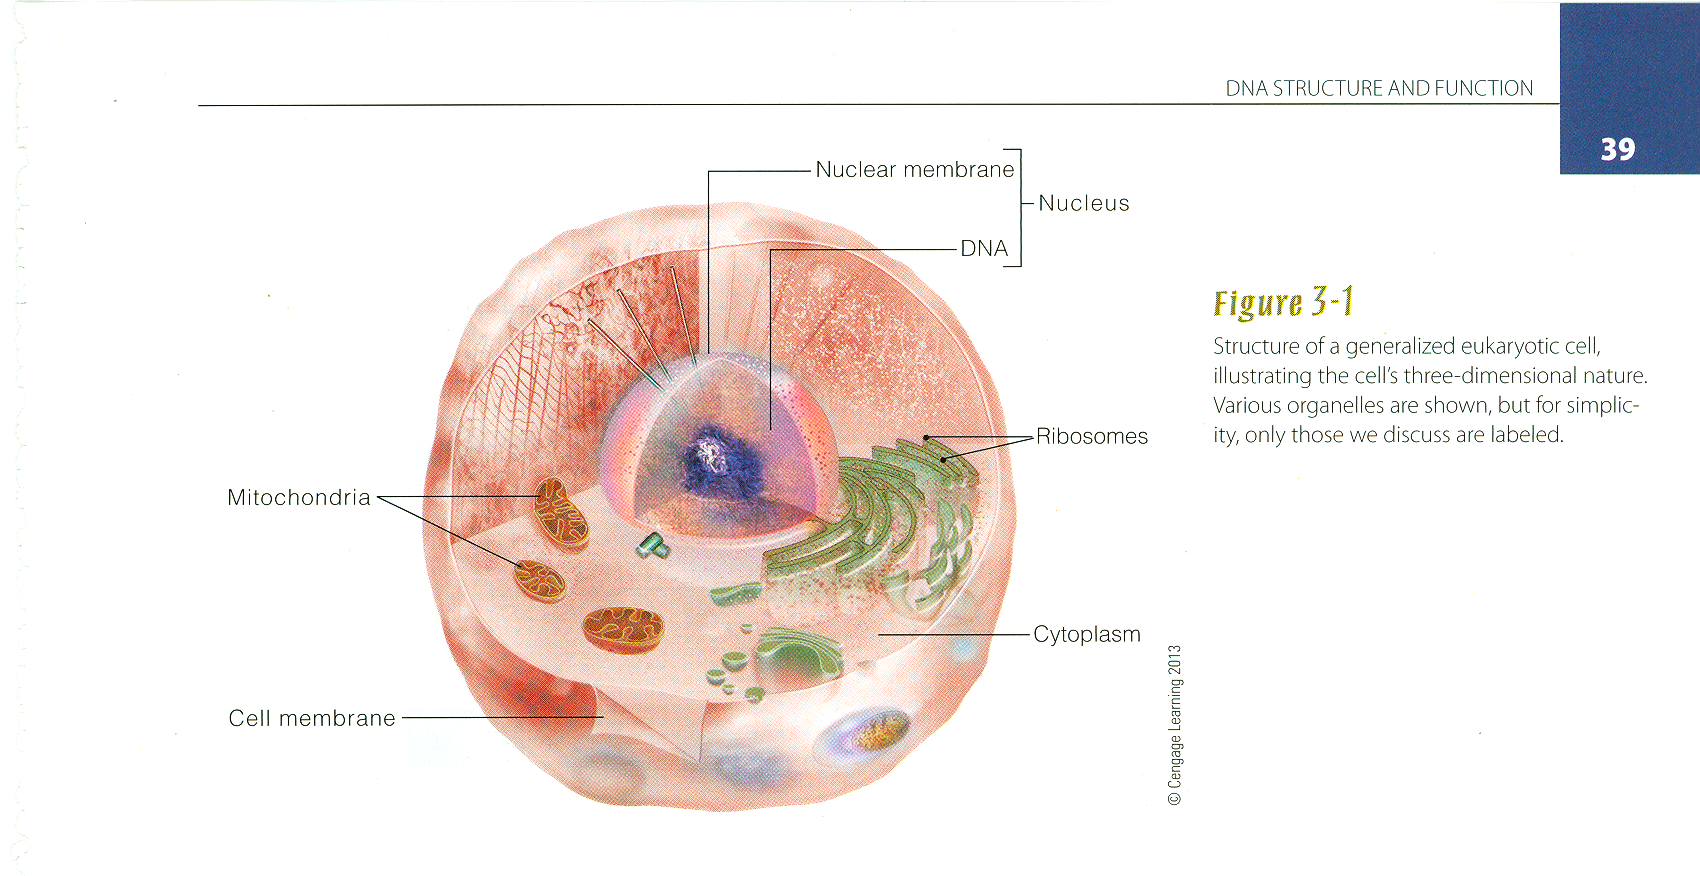 DNA STRUCTURE AND FUNCTION
39
Nuclear membrane
Nucleus
DNA
Figure 3-1
Structure of a generalized eukaryotic cell,
illustrating the cell's three-dimensional nature.
Various organelles are shown, but for simplic-
ity, only those we discuss are labeled.
Ribosomes
Mitochondria
Cytoplasm
Cell membrane
© Cengage Learning 2013